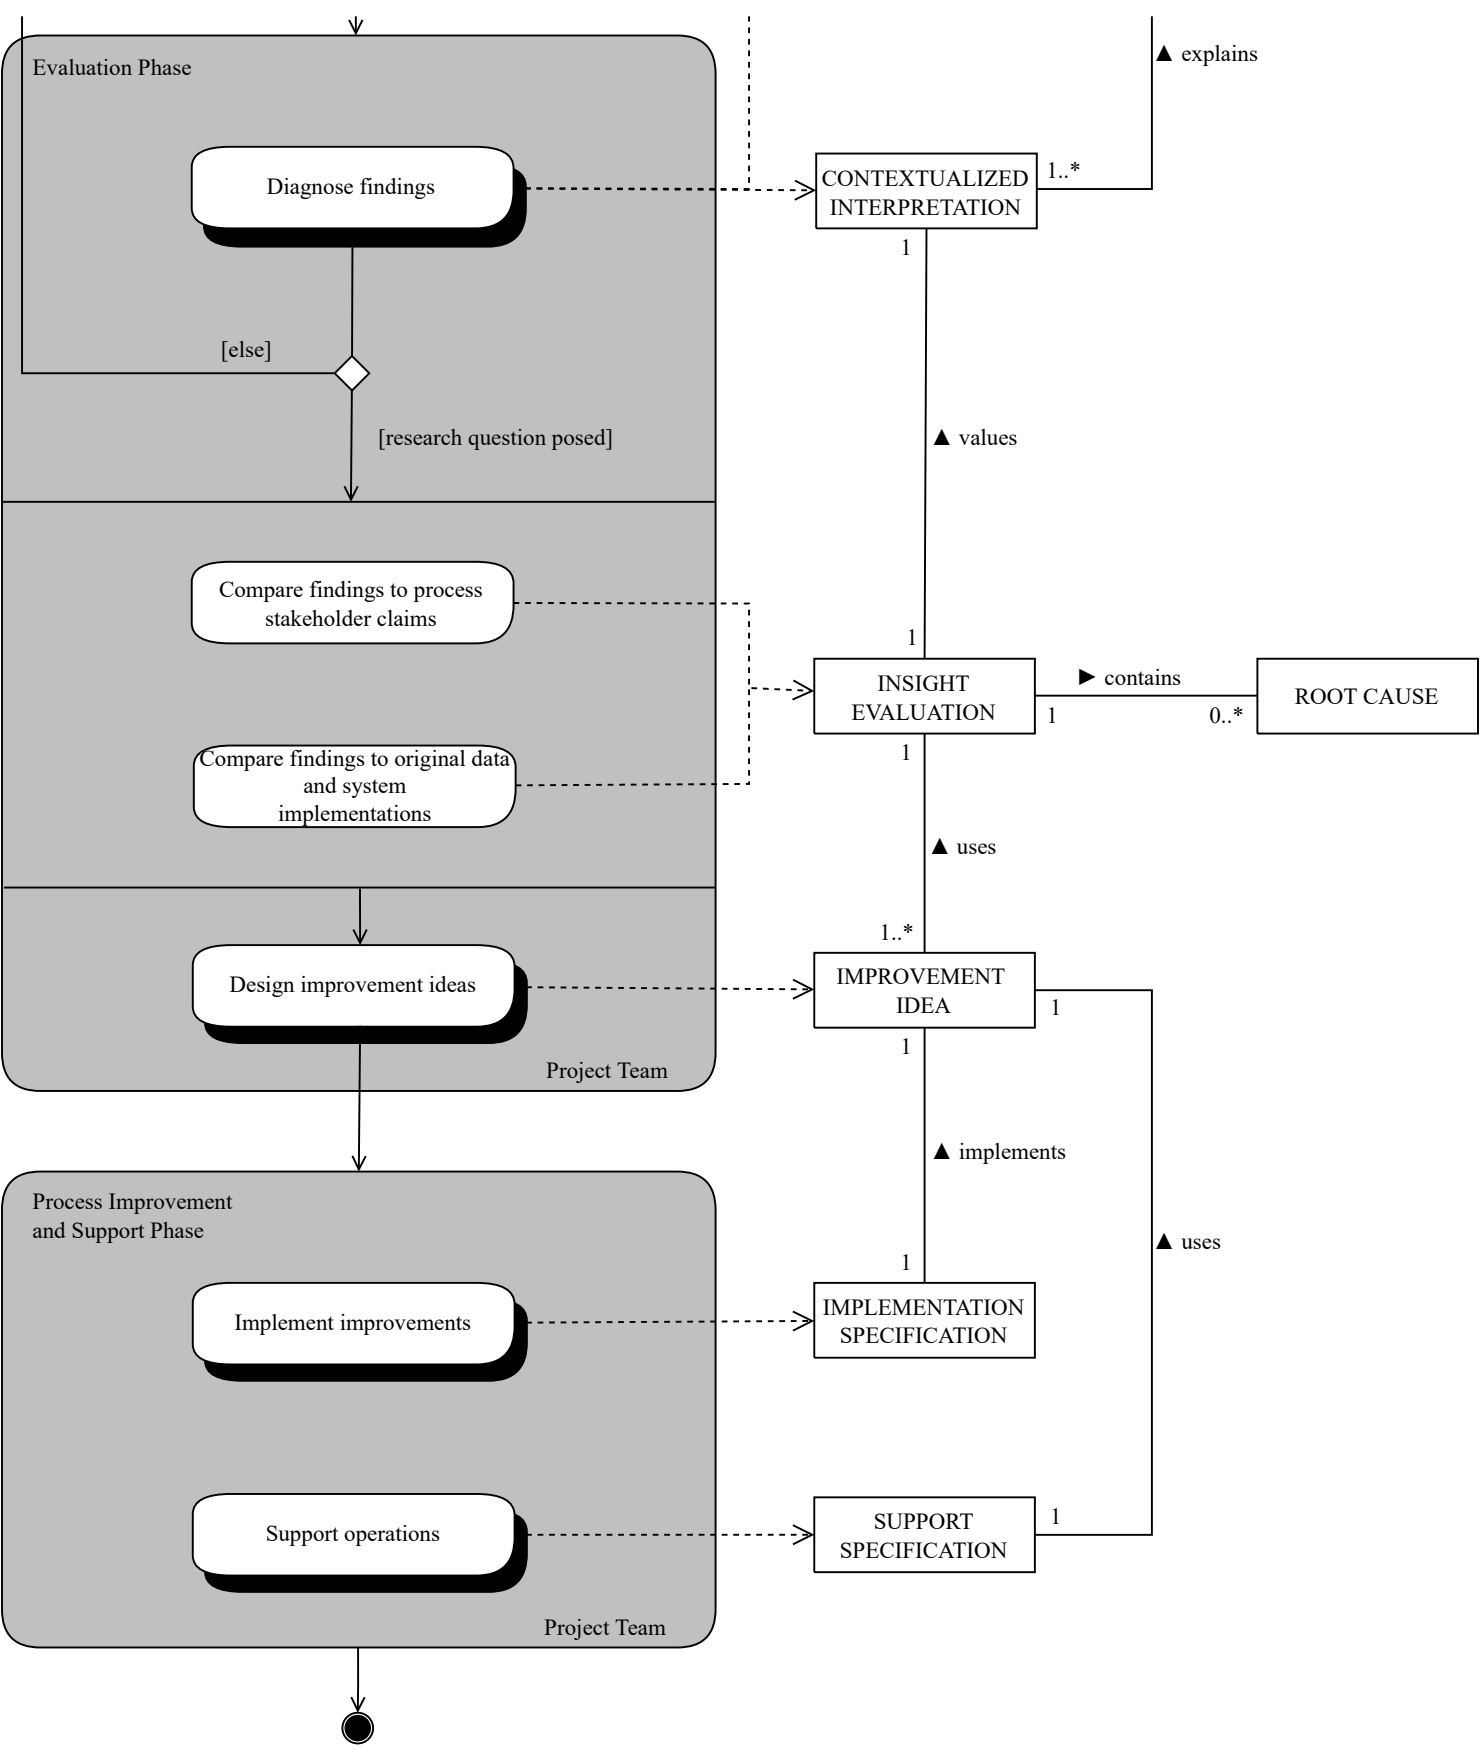 ▲ explains
Evaluation Phase
1..*
CONTEXTUALIZED
INTERPRETATION
Diagnose findings
1
[else]
[research question posed]
▲ values
Compare findings to process
stakeholder claims
1
INSIGHT
EVALUATION
► contains
1
0..*
ROOT CAUSE
1
Compare findings to original data
and system
implementations
▲ uses
1..*
IMPROVEMENT
IDEA
Design improvement ideas
1
1
Project Team
▲ implements
Process Improvement
and Support Phase
▲ uses
1
IMPLEMENTATION
SPECIFICATION
Implement improvements
SUPPORT
SPECIFICATION
1
Support operations
Project Team